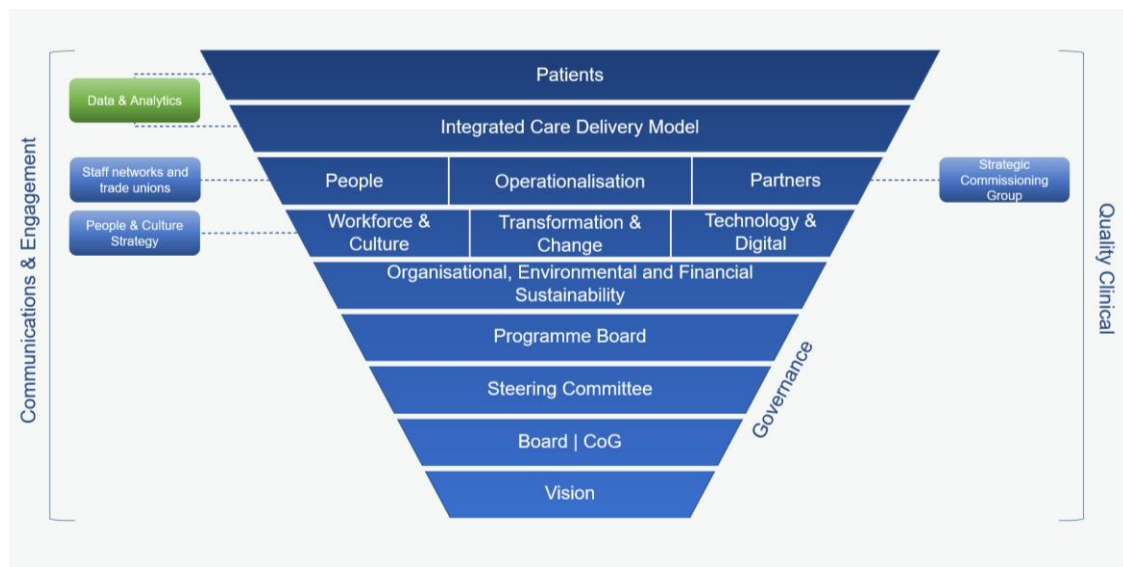 Patients
Data & Analytics
Integrated Care Delivery Model
Staff networks and
trade unions
People
Operationalisation
Partners
Strategic
Commissioning
Group
People & Culture
Strategy
Workforce &
Culture
Transformation &
Change
Technology &
Digital
Organisational, Environmental and Financial
Sustainability
Programme Board
Steering Committee
Board | CoG
Vision
Governance
Communications & Engagement
Quality Clinical